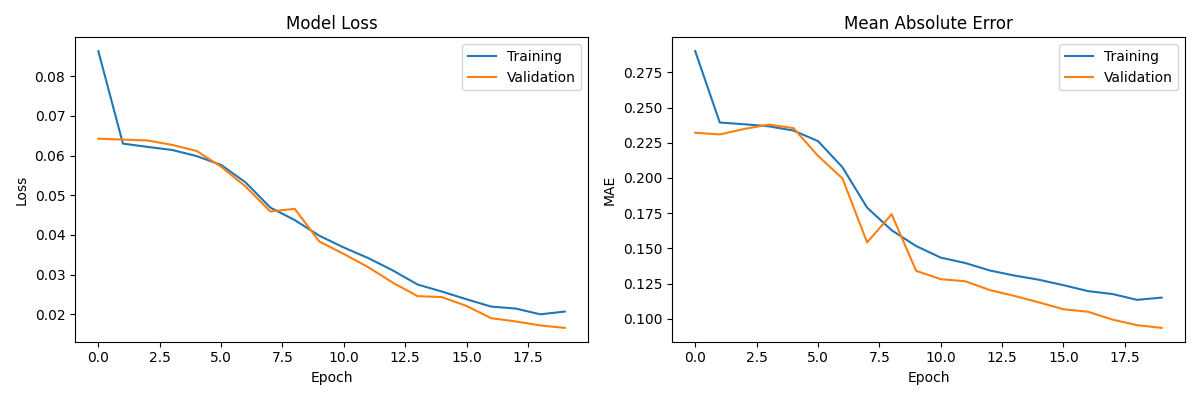 Model Loss
Training
Validation
0.08
0.07
0.06
0.05
0.04
0.03
0.02
Loss
0.0 2.5 5.0 7.5 10.0 12.5 15.0 17.5
Epoch
Mean Absolute Error
Training
Validation
0.275
0.250
0.225
0.200
0.175
0.150
0.125
0.100
MAE
0.0 2.5 5.0 7.5 10.0 12.5 15.0 17.5
Epoch